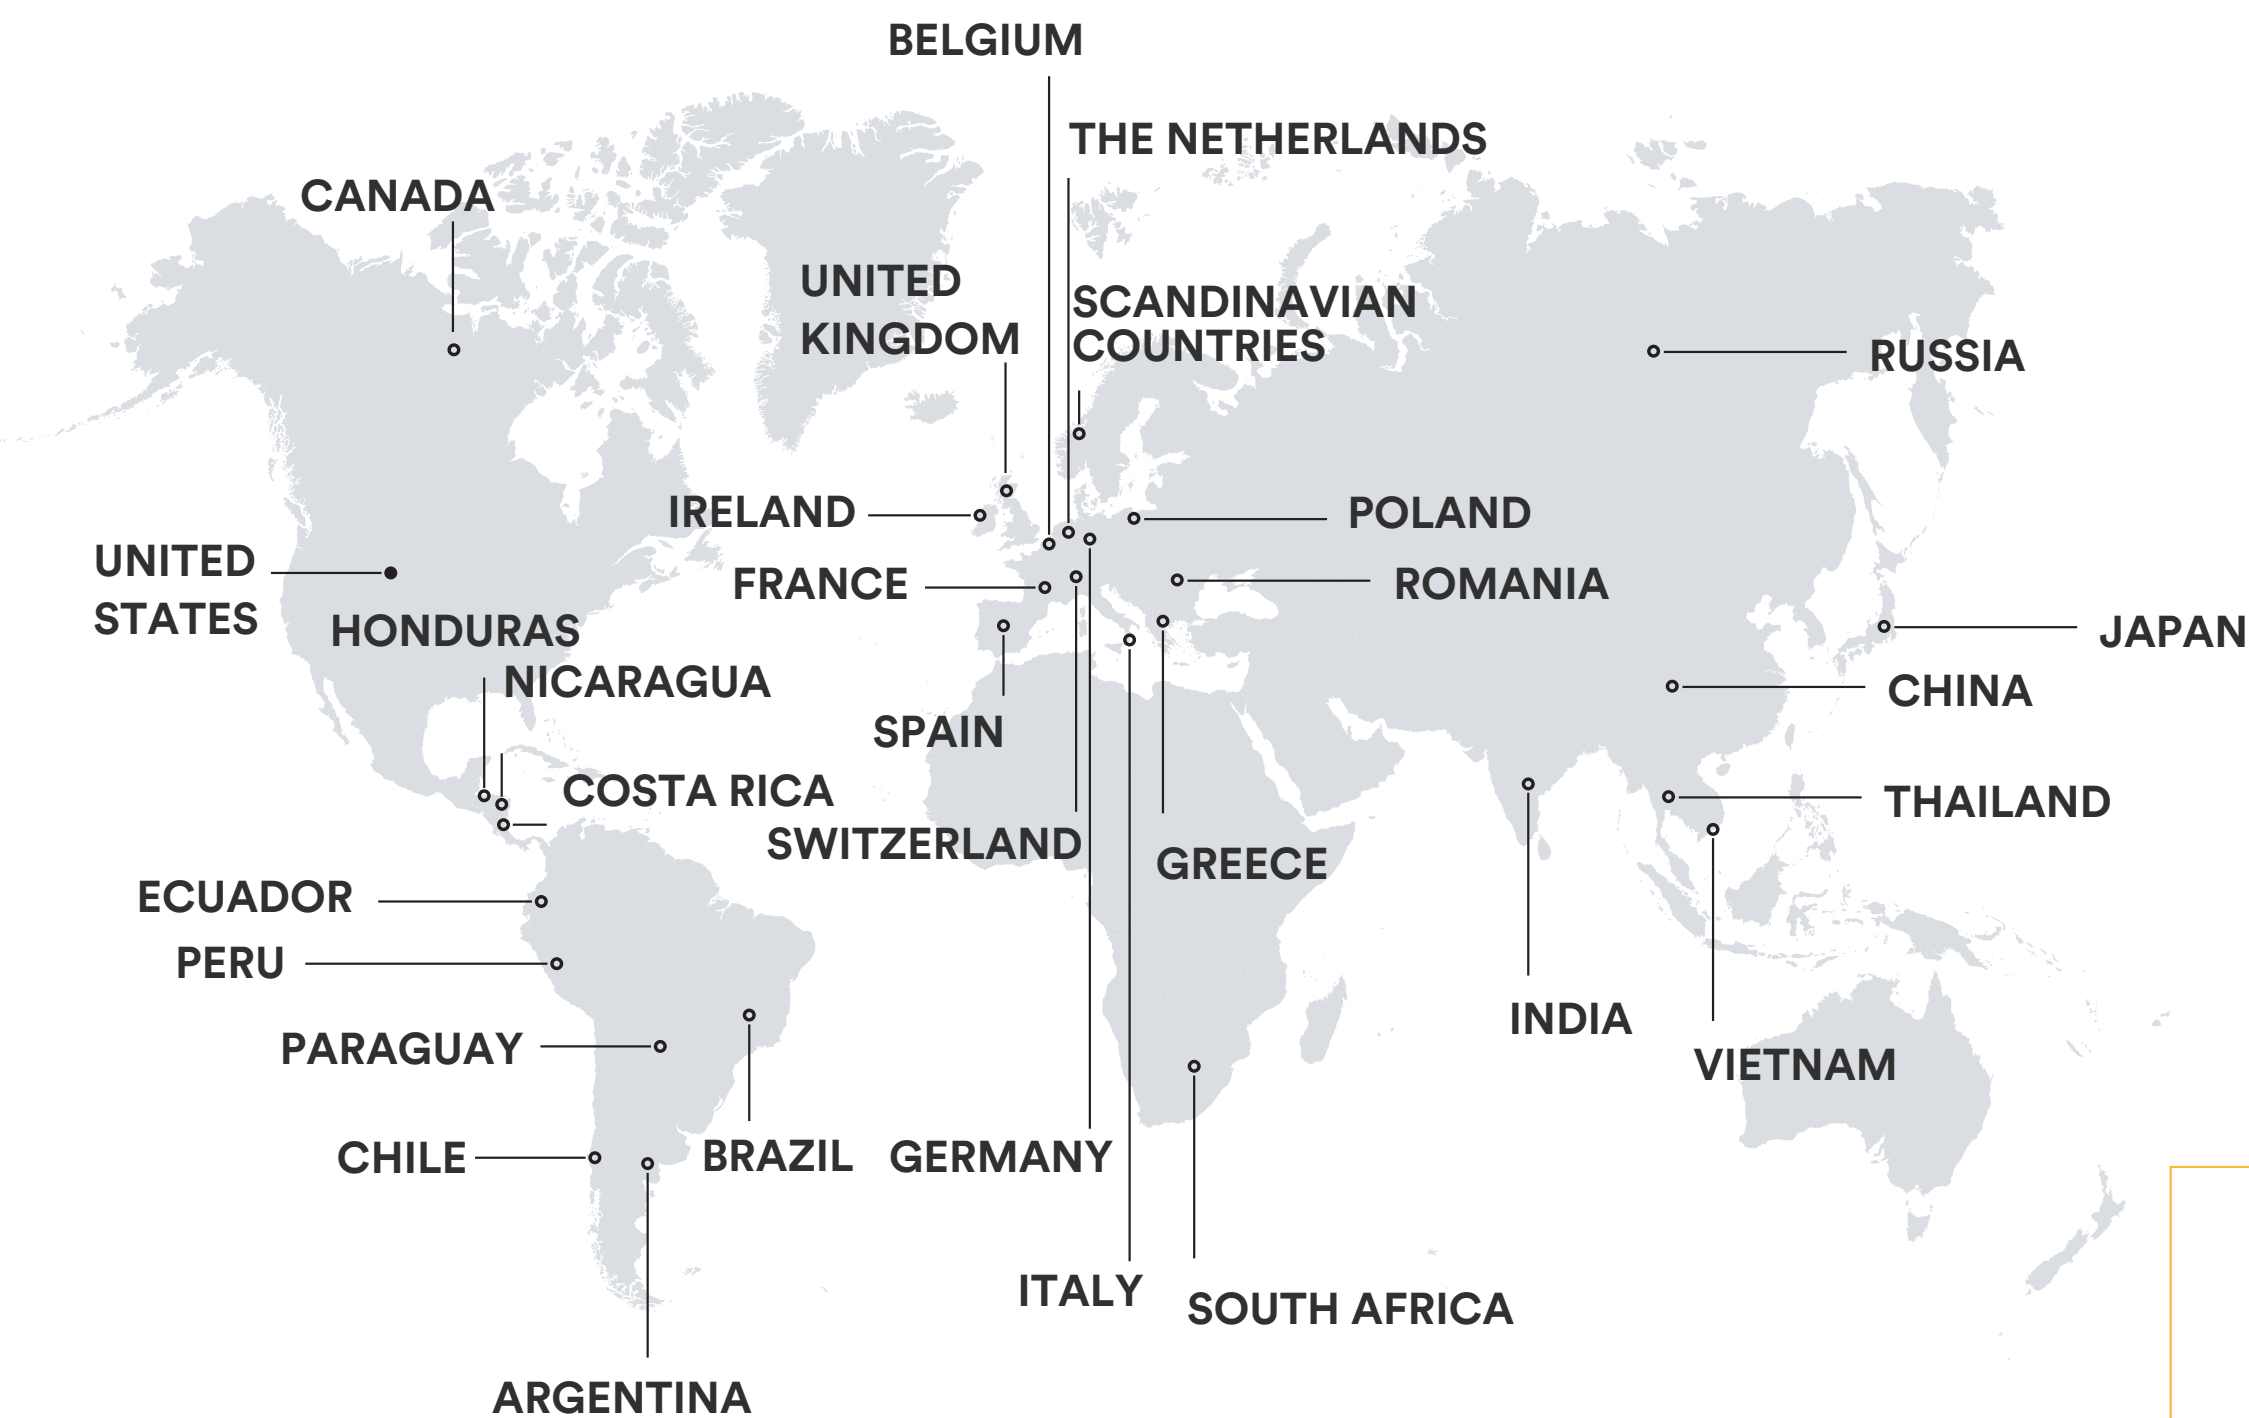 BELGIUM
THE NETHERLANDS
CANADA
UNITED
KINGDOM
SCANDINAVIAN
COUNTRIES
RUSSIA
IRELAND
POLAND
UNITED
STATES
FRANCE
ROMANIA
HONDURAS
JAPAN
NICARAGUA
CHINA
SPAIN
COSTA RICA
THAILAND
SWITZERLAND
GREECE
ECUADOR
PERU
INDIA
PARAGUAY
VIETNAM
CHILE
BRAZIL
GERMANY
ITALY
SOUTH AFRICA
ARGENTINA